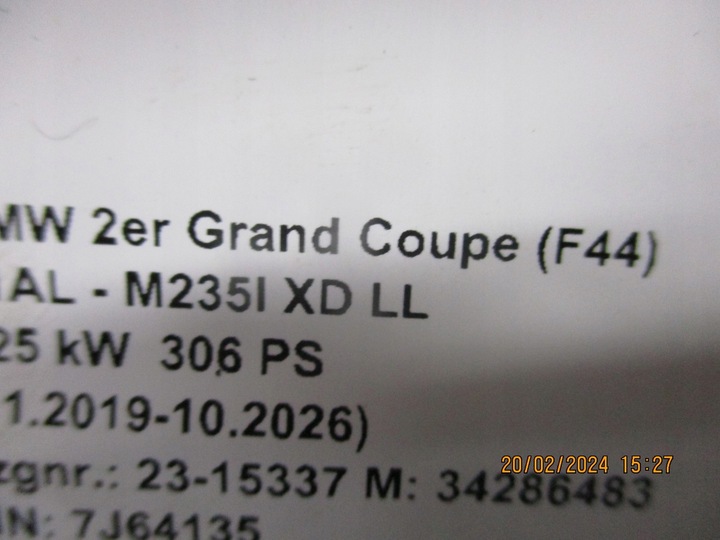 MW 2er Grand Coupe (F44)
AL - M235I XD LL
25 kW 306 PS
1.2019-10.2026)
zgnr.: 23-15337 M: 34286483
IN: 7J64135
20/02/2024 15:27